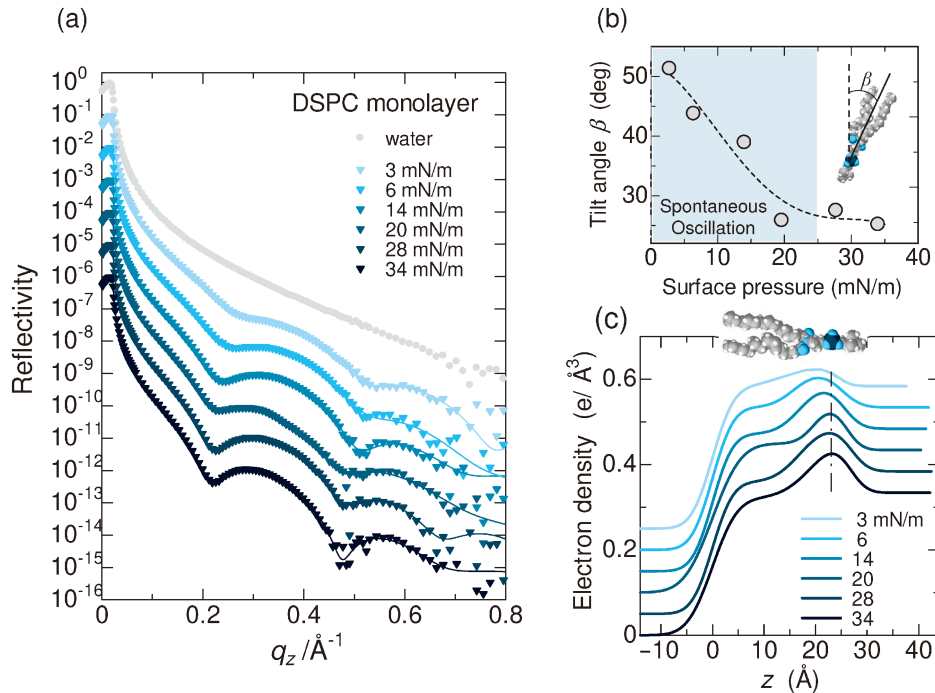 (a)
Reflectivity
10⁰
10⁻¹
10⁻²
10⁻³
10⁻⁴
10⁻⁵
10⁻⁶
10⁻⁷
10⁻⁸
10⁻⁹
10⁻¹⁰
10⁻¹¹
10⁻¹²
10⁻¹³
10⁻¹⁴
10⁻¹⁵
10⁻¹⁶
DSPC monolayer
water
3 mN/m
6 mN/m
14 mN/m
20 mN/m
28 mN/m
34 mN/m
0 0.2 0.4 0.6 0.8
q_z /Å⁻¹
(b)
Tilt angle β (deg)
50
40
30
β
Spontaneous
Oscillation
0 10 20 30 40
Surface pressure (mN/m)
(c)
Electron density (e/ Å³)
0.6
0.4
0.2
0
3 mN/m
6
14
20
28
34
−10 0 10 20 30 40
z (Å)